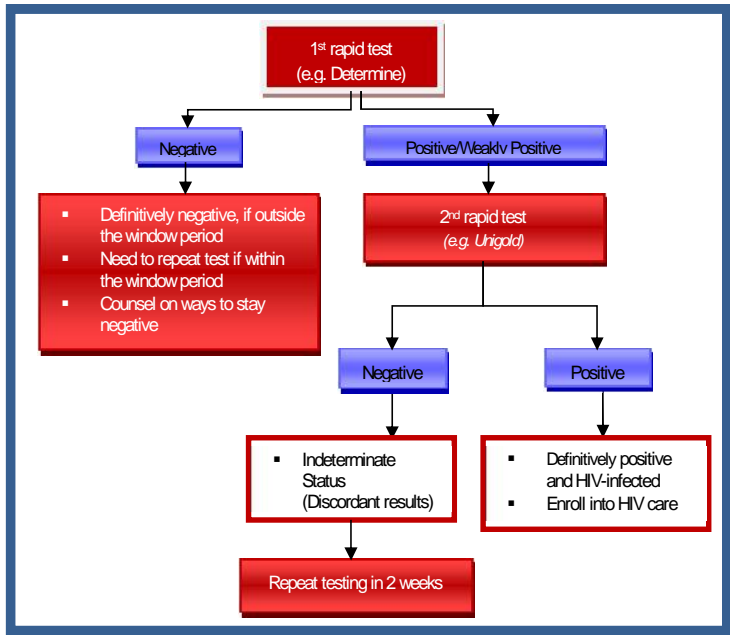 1st rapid test
(e.g. Determine)
Negative
Positive/Weakly Positive
▪ Definitively negative, if outside
the window period
▪ Need to repeat test if within
the window period
▪ Counsel on ways to stay
negative
2nd rapid test
(e.g. Unigold)
Negative
Positive
▪ Indeterminate
Status
(Discordant results)
▪ Definitively positive
and HIV-infected
▪ Enroll into HIV care
Repeat testing in 2 weeks